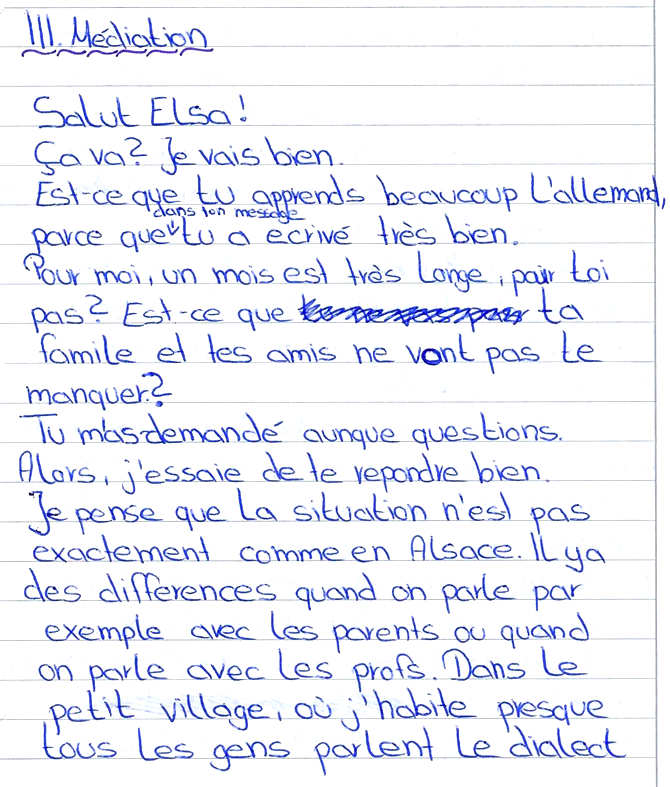 III. Médiation
Salut Elsa!
Ça va? Je vais bien.
Est-ce que tu apprends beaucoup l'allemand,
dans ton message
parce que tu a ecrivé très bien.
Pour moi, un mois est très longe, pour toi
pas? Est-ce que ta
famile et tes amis ne vont pas te
manquer?
Tu m'as demandé aunque questions.
Alors, j'essaie de te repondre bien.
Je pense que la situation n'est pas
exactement comme en Alsace. Il y a
des differences quand on parle par
exemple avec les parents ou quand
on parle avec les profs. Dans le
petit village, où j'habite presque
tous les gens parlent le dialect